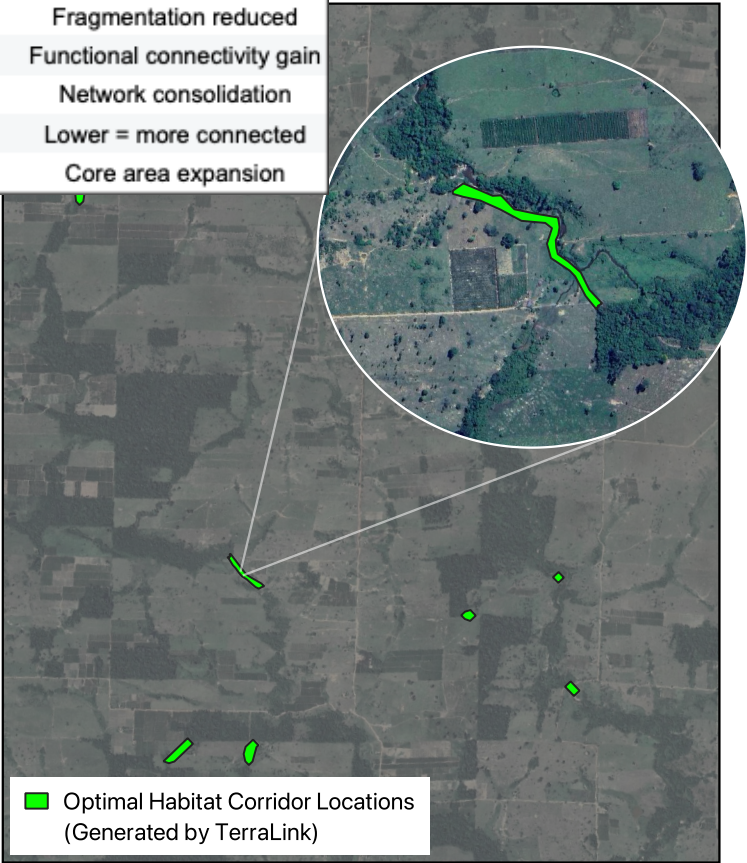 Fragmentation reduced
Functional connectivity gain
Network consolidation
Lower = more connected
Core area expansion
Optimal Habitat Corridor Locations
(Generated by TerraLink)